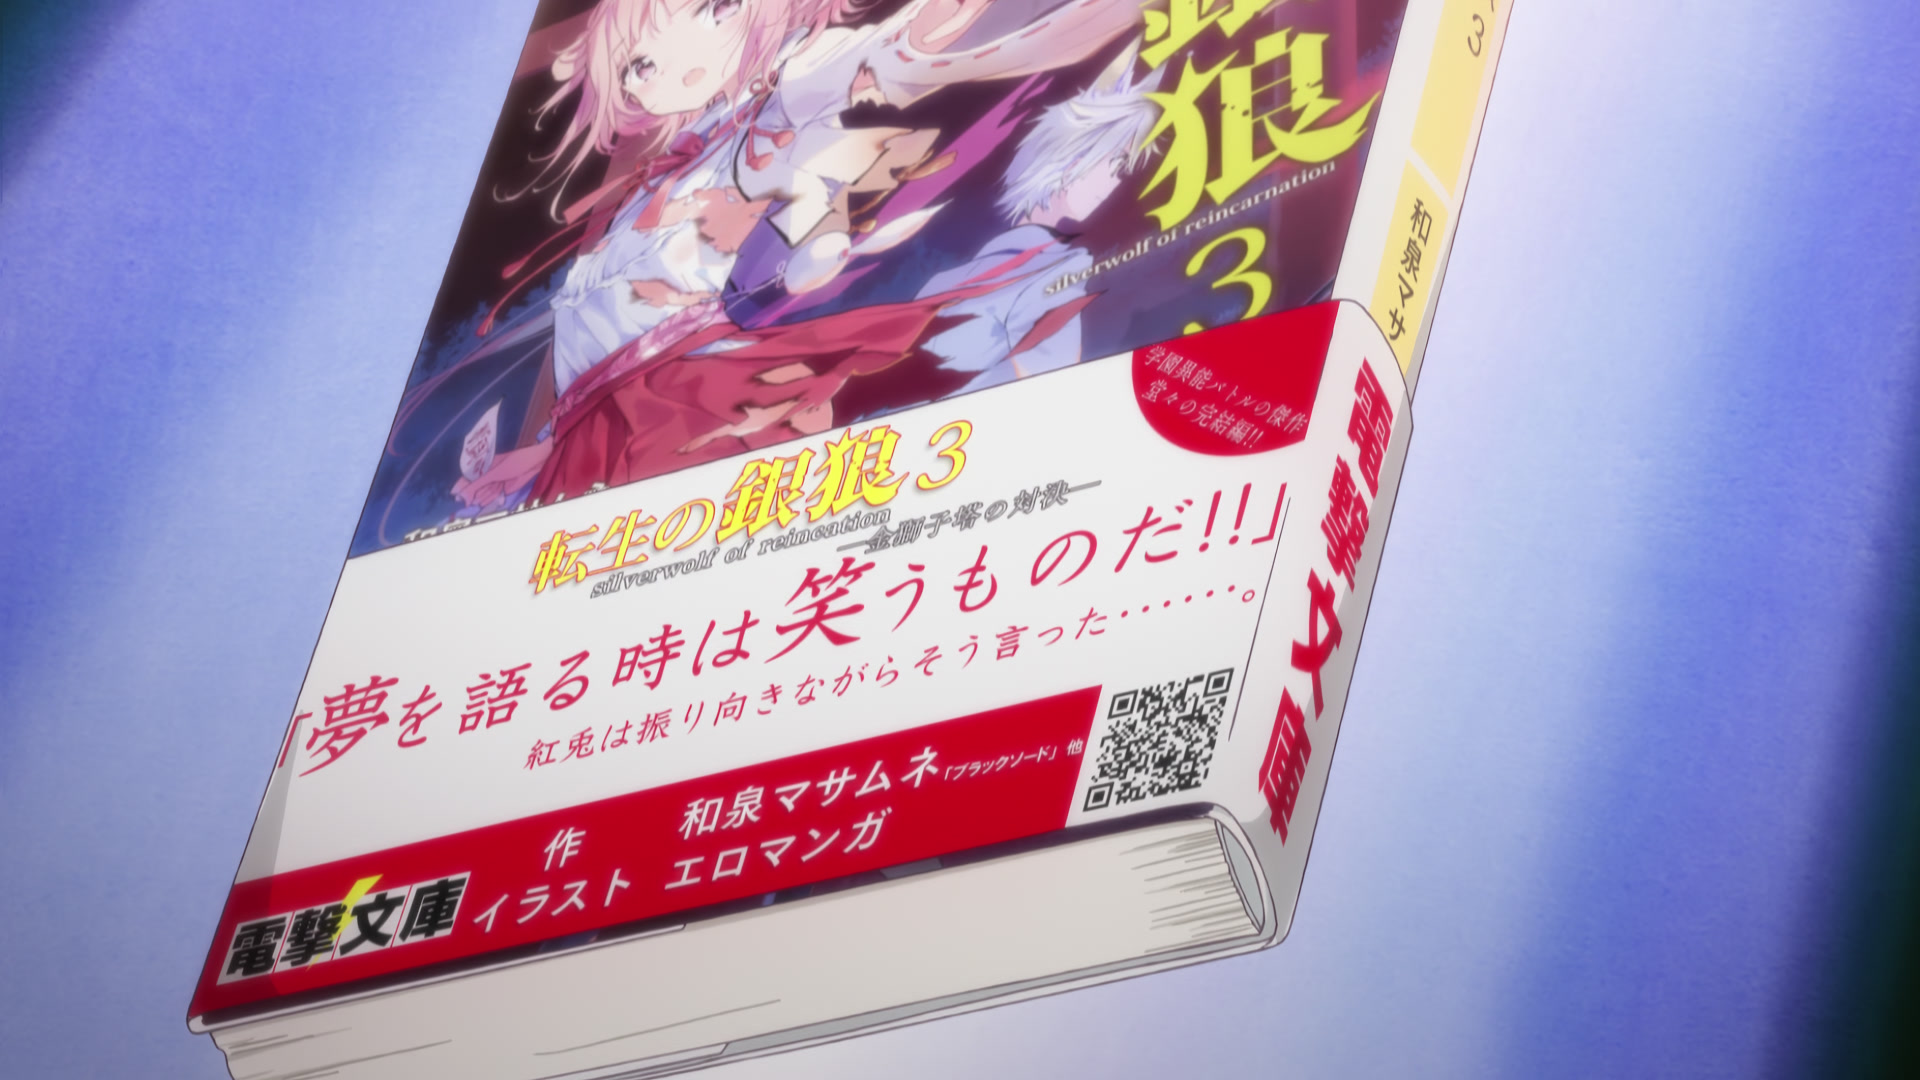 銀狼
silverwolf of reincarnation
3
3
和泉マサ
学園異能バトルの傑作
堂々の完結編!!
転生の銀狼3
silverwolf of reincation
―金獅子塔の対決―
「夢を語る時は笑うものだ!!」
紅兎は振り向きながらそう言った‥‥‥。
作 和泉マサムネ「ブラックソード」他
イラスト エロマンガ
電撃文庫
電撃文庫